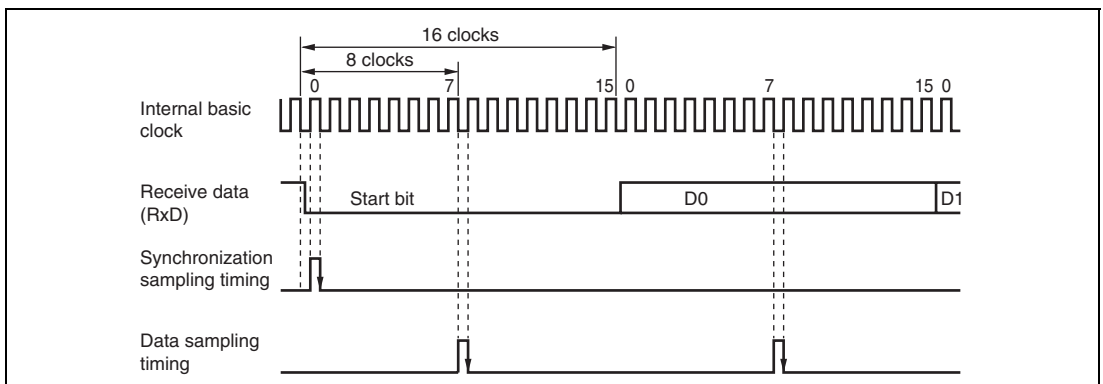 16 clocks
8 clocks
0 7 15 0 7 15 0
Internal basic
clock
Receive data
(RxD)
Start bit D0 D1
Synchronization
sampling timing
Data sampling
timing